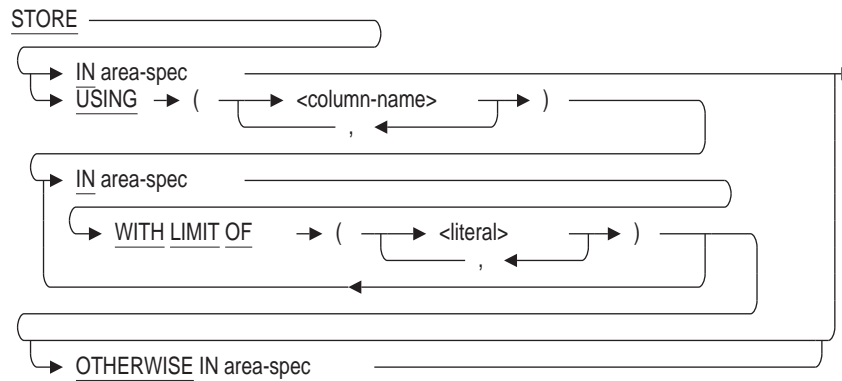 STORE
IN area-spec
USING ( <column-name> )
,
IN area-spec
WITH LIMIT OF ( <literal> )
,
OTHERWISE IN area-spec